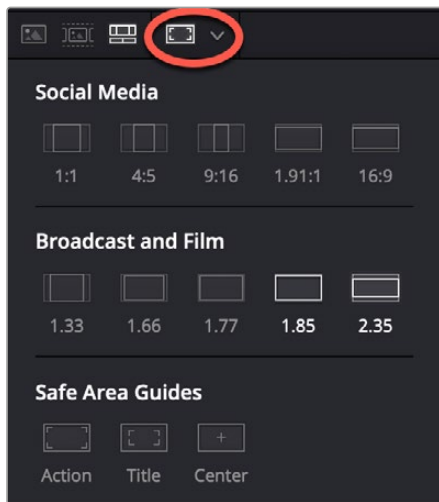 Social Media
1:1 4:5 9:16 1.91:1 16:9
Broadcast and Film
1.33 1.66 1.77 1.85 2.35
Safe Area Guides
Action Title Center